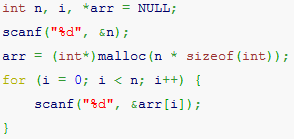 int n, i, *arr = NULL;
scanf("%d", &n);
arr = (int*)malloc(n * sizeof(int));
for (i = 0; i < n; i++) {
    scanf("%d", &arr[i]);
}